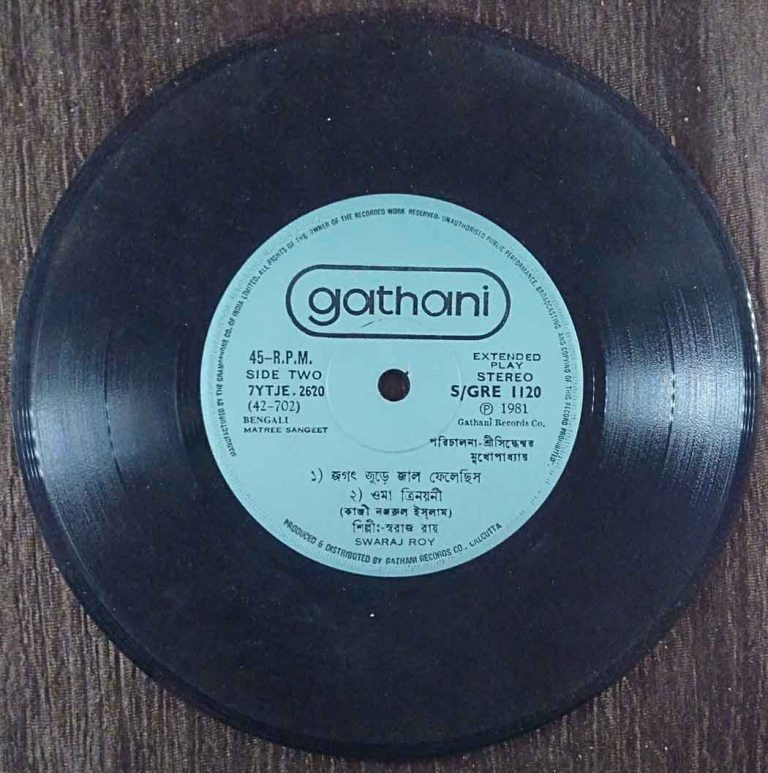 MANUFACTURED BY THE GRAMOPHONE CO. OF INDIA LIMITED. ALL RIGHTS OF THE OWNER OF THE RECORDED WORK RESERVED. UNAUTHORISED PUBLIC PERFORMANCE, BROADCASTING AND COPYING OF THIS RECORD PROHIBITED.
gathani
45-R.P.M.
SIDE TWO
7YTJE.2620
(42-702)
BENGALI
MATREE SANGEET
EXTENDED
PLAY
STEREO
S/GRE 1120
Ⓟ 1981
Gathani Records Co.
পরিচালনা-শ্রীসিদ্ধেশ্বর
মুখোপাধ্যায়
১) জগৎ জুড়ে জাল ফেলেছিস
২) ওমা ত্রিনয়নী
(কাজী নজরুল ইসলাম)
শিল্পী:-স্বরাজ রায়
SWARAJ ROY
PRODUCED & DISTRIBUTED BY GATHANI RECORDS CO., CALCUTTA